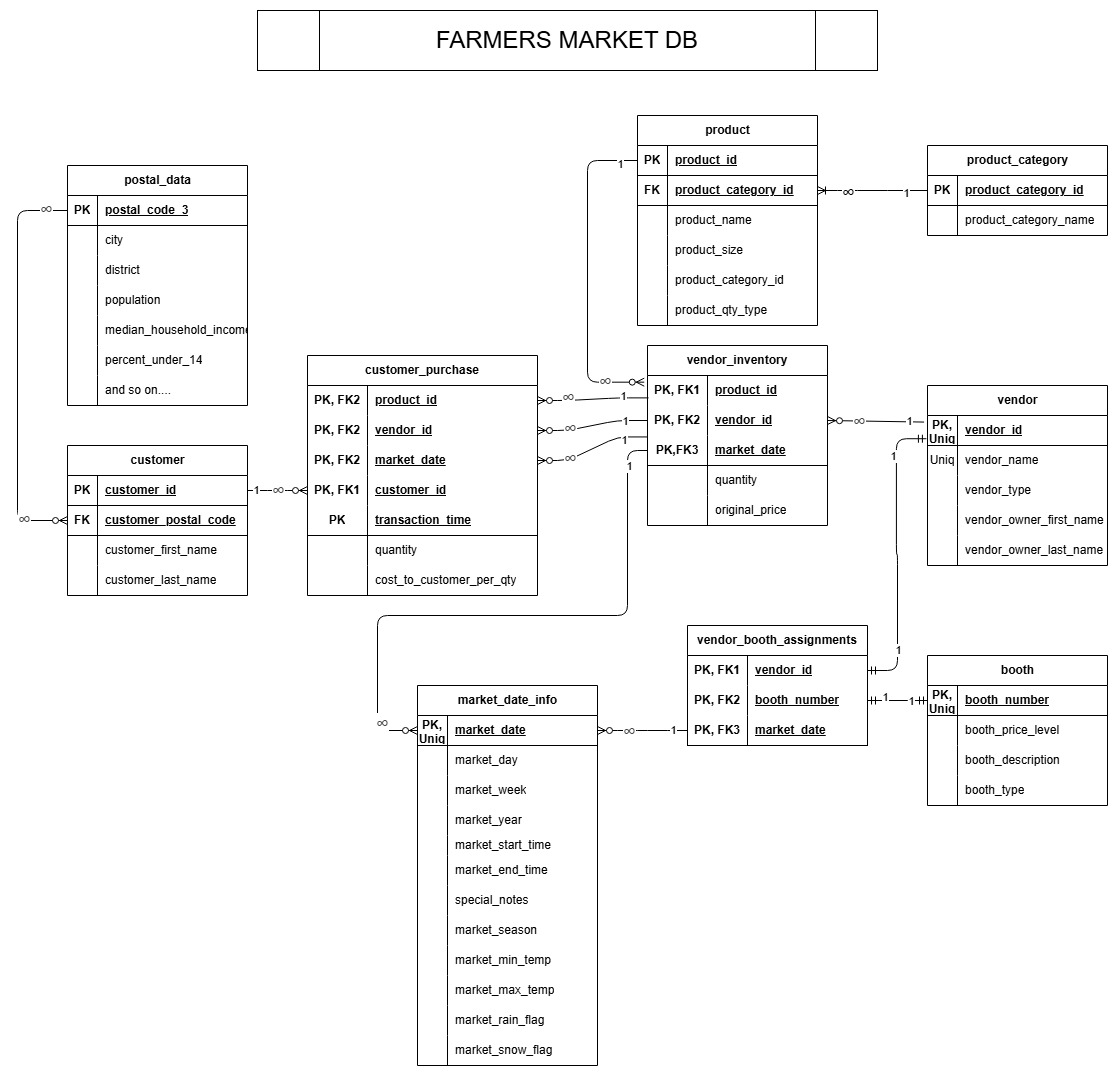 FARMERS MARKET DB
product
PK product_id
FK product_category_id
product_name
product_size
product_category_id
product_qty_type
product_category
PK product_category_id
product_category_name
postal_data
PK postal_code_3
city
district
population
median_household_income
percent_under_14
and so on....
customer
PK customer_id
FK customer_postal_code
customer_first_name
customer_last_name
customer_purchase
PK, FK2 product_id
PK, FK2 vendor_id
PK, FK2 market_date
PK, FK1 customer_id
PK transaction_time
quantity
cost_to_customer_per_qty
vendor_inventory
PK, FK1 product_id
PK, FK2 vendor_id
PK,FK3 market_date
quantity
original_price
vendor
PK, Uniq vendor_id
Uniq vendor_name
vendor_type
vendor_owner_first_name
vendor_owner_last_name
vendor_booth_assignments
PK, FK1 vendor_id
PK, FK2 booth_number
PK, FK3 market_date
booth
PK, Uniq booth_number
booth_price_level
booth_description
booth_type
market_date_info
PK, Uniq market_date
market_day
market_week
market_year
market_start_time
market_end_time
special_notes
market_season
market_min_temp
market_max_temp
market_rain_flag
market_snow_flag
1
∞
∞
1
∞
∞
1
∞
∞
1
∞
1
∞
1
∞
1
1
∞
1
1
1
1
∞
1